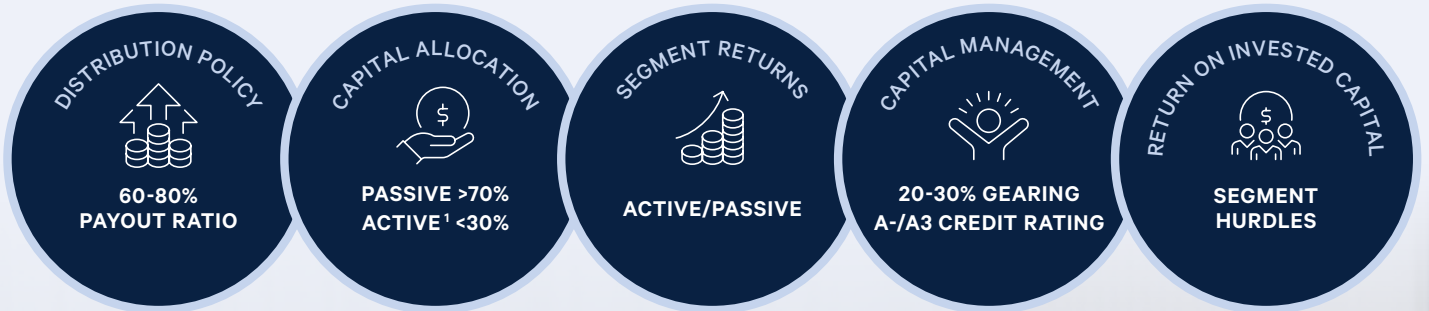 DISTRIBUTION POLICY
$
60-80%
PAYOUT RATIO
CAPITAL ALLOCATION
$
PASSIVE >70%
ACTIVE¹ <30%
SEGMENT RETURNS
ACTIVE/PASSIVE
CAPITAL MANAGEMENT
20-30% GEARING
A-/A3 CREDIT RATING
RETURN ON INVESTED CAPITAL
$
SEGMENT
HURDLES